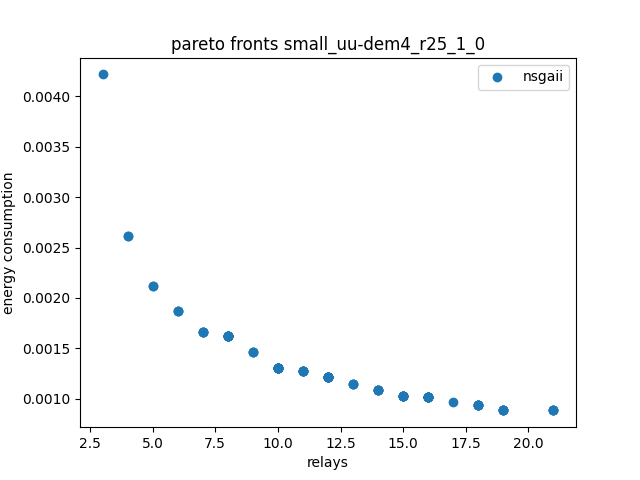 pareto fronts small_uu-dem4_r25_1_0
nsgaii
0.0040
0.0035
0.0030
0.0025
0.0020
0.0015
0.0010
energy consumption
2.5 5.0 7.5 10.0 12.5 15.0 17.5 20.0
relays